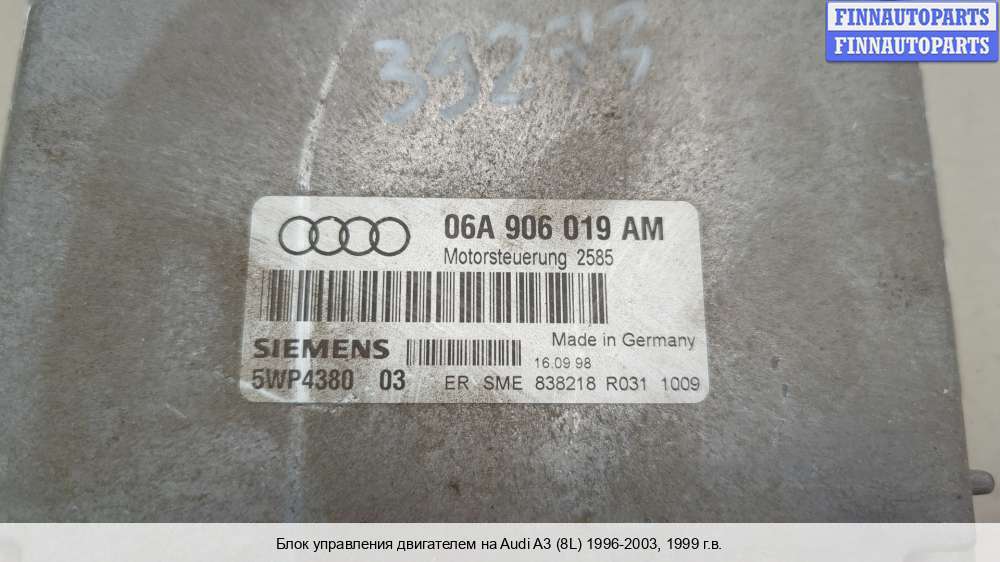 FINNAUTOPARTS
FINNAUTOPARTS
06A 906 019 AM
Motorsteuerung 2585
Made in Germany
SIEMENS
16.09.98
5WP4380 03 ER SME 838218 R031 1009
Блок управления двигателем на Audi A3 (8L) 1996-2003, 1999 г.в.